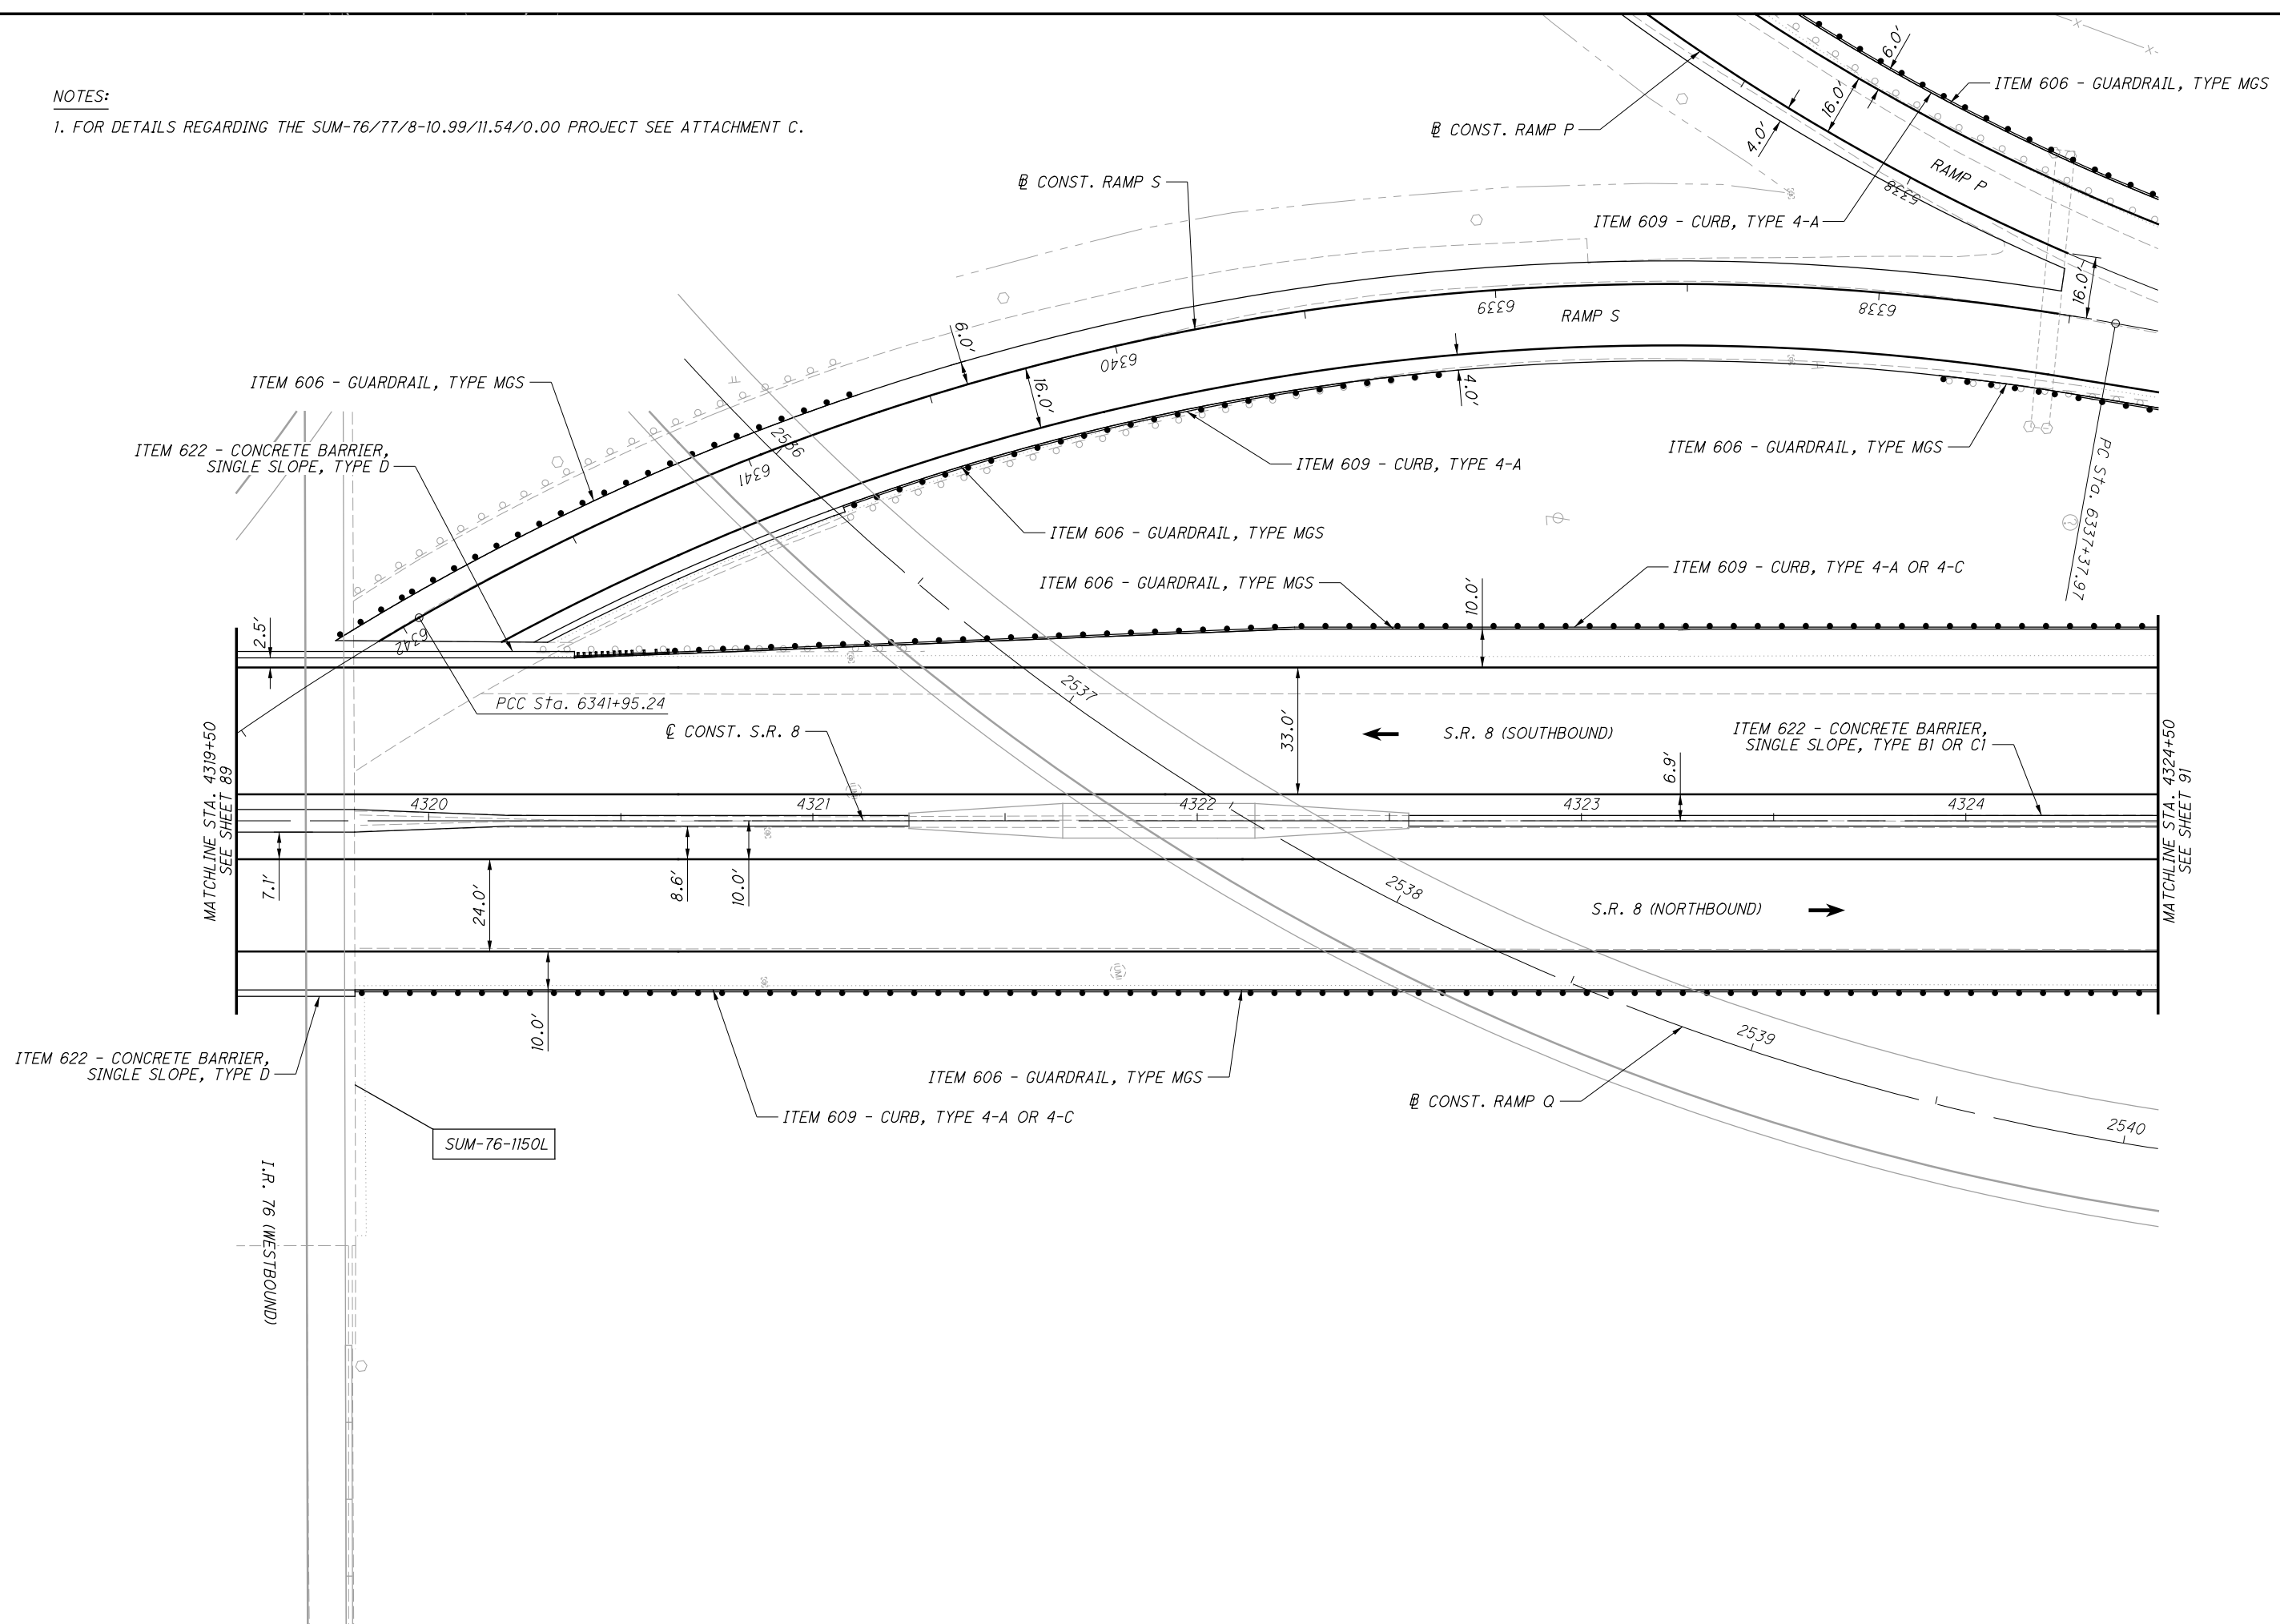 NOTES:
1. FOR DETAILS REGARDING THE SUM-76/77/8-10.99/11.54/0.00 PROJECT SEE ATTACHMENT C.
6.0'
ITEM 606 - GUARDRAIL, TYPE MGS
16.0'
℄ CONST. RAMP P
4.0'
RAMP P
5338
ITEM 609 - CURB, TYPE 4-A
℄ CONST. RAMP S
16.0'
6339
RAMP S
6338
6.0'
6340
ITEM 606 - GUARDRAIL, TYPE MGS
16.0'
4.0'
2536
6341
ITEM 622 - CONCRETE BARRIER,
SINGLE SLOPE, TYPE D
ITEM 609 - CURB, TYPE 4-A
ITEM 606 - GUARDRAIL, TYPE MGS
PC Sta. 6337+37.97
ITEM 606 - GUARDRAIL, TYPE MGS
ITEM 606 - GUARDRAIL, TYPE MGS
10.0'
ITEM 609 - CURB, TYPE 4-A OR 4-C
2.5'
6342
PCC Sta. 6341+95.24
2537
℄ CONST. S.R. 8
33.0'
S.R. 8 (SOUTHBOUND)
6.9'
ITEM 622 - CONCRETE BARRIER,
SINGLE SLOPE, TYPE B1 OR C1
MATCHLINE STA. 4319+50
SEE SHEET 89
4320
4321
4322
4323
4324
MATCHLINE STA. 4324+50
SEE SHEET 91
7.1'
24.0'
8.6'
10.0'
2538
S.R. 8 (NORTHBOUND)
10.0'
2539
ITEM 622 - CONCRETE BARRIER,
SINGLE SLOPE, TYPE D
ITEM 606 - GUARDRAIL, TYPE MGS
ITEM 609 - CURB, TYPE 4-A OR 4-C
℄ CONST. RAMP Q
2540
SUM-76-1150L
I.R. 76 (WESTBOUND)